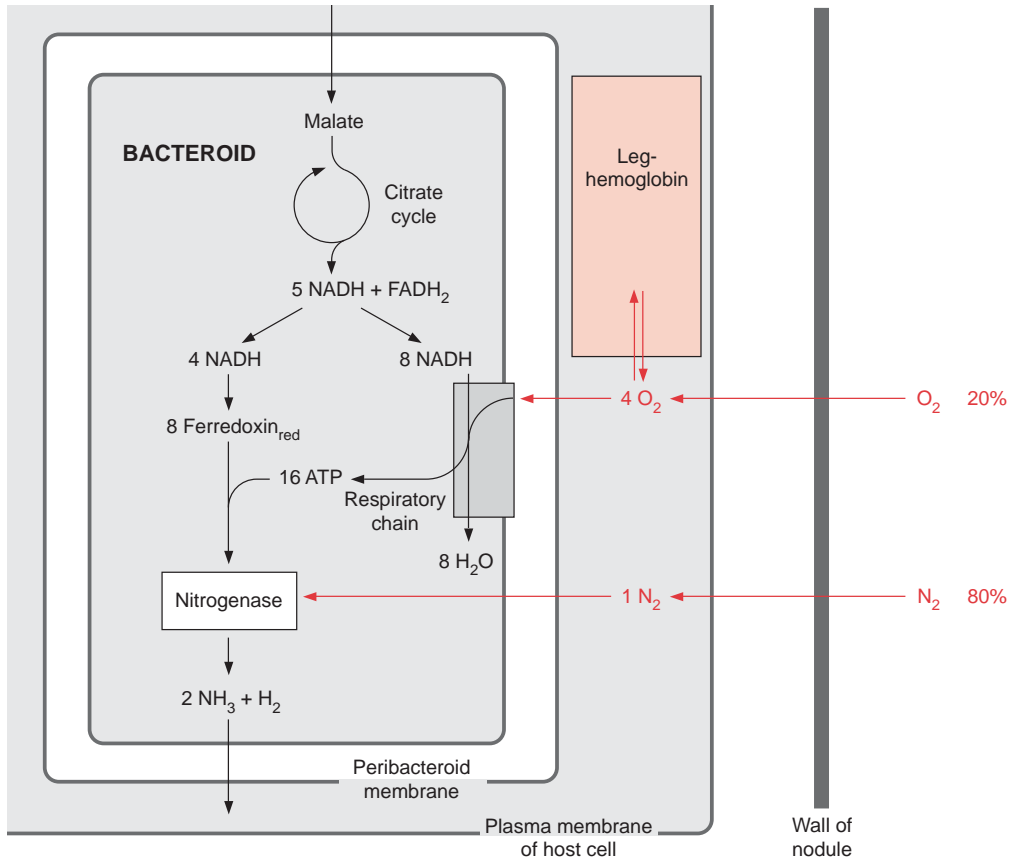 Malate
BACTEROID
Leg-
hemoglobin
Citrate
cycle
5 NADH + FADH₂
4 NADH
8 NADH
4 O₂
O₂ 20%
8 Ferredoxin_red
16 ATP
Respiratory
chain
8 H₂O
Nitrogenase
1 N₂
N₂ 80%
2 NH₃ + H₂
Peribacteroid
membrane
Plasma membrane
of host cell
Wall of
nodule